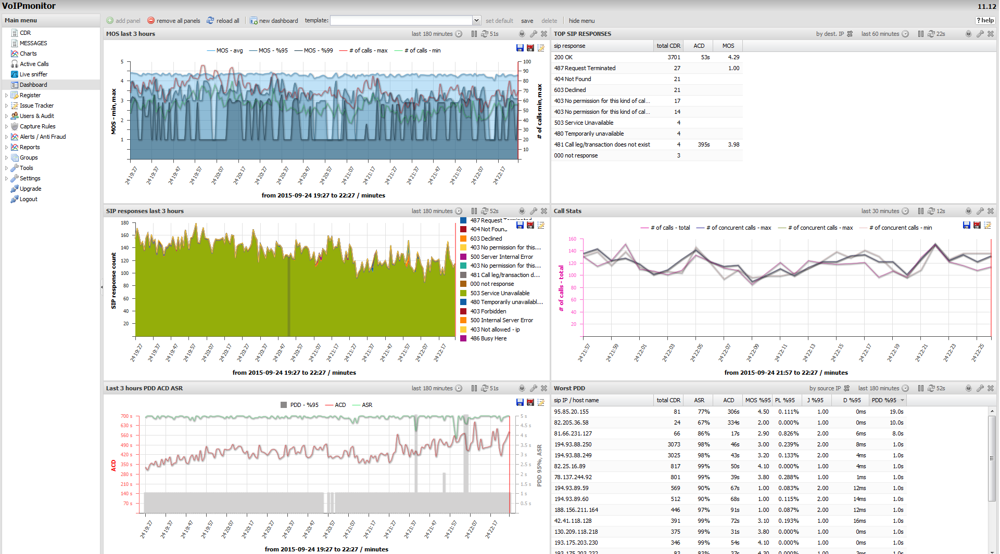 VoIPmonitor
11.12
Main menu
add panel remove all panels reload all new dashboard template: set default save delete hide menu ? help
CDR
MESSAGES
Charts
Active Calls
Live sniffer
Dashboard
Register
Issue Tracker
Users & Audit
Capture Rules
Alerts / Anti Fraud
Reports
Groups
Tools
Settings
Upgrade
Logout
MOS last 3 hours last 180 minutes 51s
MOS - avg MOS - %95 MOS - %99 # of calls - max # of calls - min
MOS - min, max
5
4
3
2
1
100
90
80
70
60
50
40
30
20
10
# of calls min, max
24 19:27 24 19:37 24 19:47 24 19:57 24 20:07 24 20:17 24 20:27 24 20:37 24 20:47 24 20:57 24 21:07 24 21:17 24 21:27 24 21:37 24 21:47 24 21:57 24 22:07 24 22:17
from 2015-09-24 19:27 to 22:27 / minutes
TOP SIP RESPONSES by dest. IP last 60 minutes 22s
sip response total CDR ACD MOS
200 OK 3701 53s 4.29
487 Request Terminated 27 1.00
404 Not Found 21
603 Declined 21
403 No permission for this kind of cal... 17
403 No permission for this kind of cal... 14
503 Service Unavailable 4
480 Temporarily unavailable 4
481 Call leg/transaction does not exist 4 395s 3.98
000 not response 3
SIP responses last 3 hours last 180 minutes 52s
SIP response count
180
160
140
120
100
80
60
40
20
487 Request Terminated
404 Not Found
603 Declined
403 No permission for this...
500 Server Internal Error
403 No permission for this...
481 Call leg/transaction d...
000 not response
503 Service Unavailable
480 Temporarily unavailabl...
403 Forbidden
500 Internal Server Error
403 Not allowed - ip
486 Busy Here
24 19:27 24 19:37 24 19:47 24 19:57 24 20:07 24 20:17 24 20:27 24 20:37 24 20:47 24 20:57 24 21:07 24 21:17 24 21:27 24 21:37 24 21:47 24 21:57 24 22:07 24 22:17
from 2015-09-24 19:27 to 22:27 / minutes
Call Stats last 30 minutes 12s
# of calls - total # of concurent calls - max # of concurent calls - max # of concurent calls - min
# of calls - total
160
140
120
100
80
60
40
20
24 21:57 24 21:59 24 22:01 24 22:03 24 22:05 24 22:07 24 22:09 24 22:11 24 22:13 24 22:15 24 22:17 24 22:19 24 22:21 24 22:23 24 22:25
from 2015-09-24 21:57 to 22:27 / minutes
Last 3 hours PDD ACD ASR last 180 minutes 51s
PDD - %95 ACD ASR
ACD
700 s
630 s
560 s
490 s
420 s
350 s
280 s
210 s
140 s
70 s
5 s
4.5 s
4 s
3.5 s
3 s
2.5 s
2 s
1.5 s
1 s
0.5 s
PDD 95%, ASR
24 19:27 24 19:37 24 19:47 24 19:57 24 20:07 24 20:17 24 20:27 24 20:37 24 20:47 24 20:57 24 21:07 24 21:17 24 21:27 24 21:37 24 21:47 24 21:57 24 22:07 24 22:17
from 2015-09-24 19:27 to 22:27 / minutes
Worst PDD by source IP last 180 minutes 52s
sip IP / host name total CDR ASR ACD MOS %95 PL %95 J %95 D %95 PDD %95
95.85.20.155 81 77% 306s 4.50 0.111% 1.00 0ms 19.0s
82.205.36.58 24 67% 334s 2.00 0.000% 1.00 0ms 10.0s
81.66.231.127 66 86% 17s 2.90 0.826% 2.00 6ms 8.0s
194.93.88.250 3073 98% 46s 3.00 0.239% 2.00 8ms 1.0s
194.93.88.249 3025 98% 43s 3.20 0.133% 2.00 4ms 1.0s
82.25.16.89 817 99% 50s 4.10 0.000% 1.00 4ms 1.0s
78.137.244.92 801 99% 39s 3.80 0.288% 1.00 1ms 1.0s
194.93.89.59 569 90% 67s 1.00 0.083% 2.00 12ms 1.0s
194.93.89.60 512 90% 68s 1.00 0.115% 2.00 14ms 1.0s
188.156.211.164 446 97% 91s 1.00 0.087% 2.00 12ms 1.0s
42.41.118.128 391 99% 72s 3.10 0.193% 1.00 16ms 1.0s
130.209.118.218 375 99% 31s 3.80 0.000% 1.00 0ms 1.0s
193.175.203.230 346 99% 54s 4.10 0.000% 1.00 0ms 1.0s
193.175.203.232 83 83% 37s 4.30 0.000% 1.00 3ms 1.0s